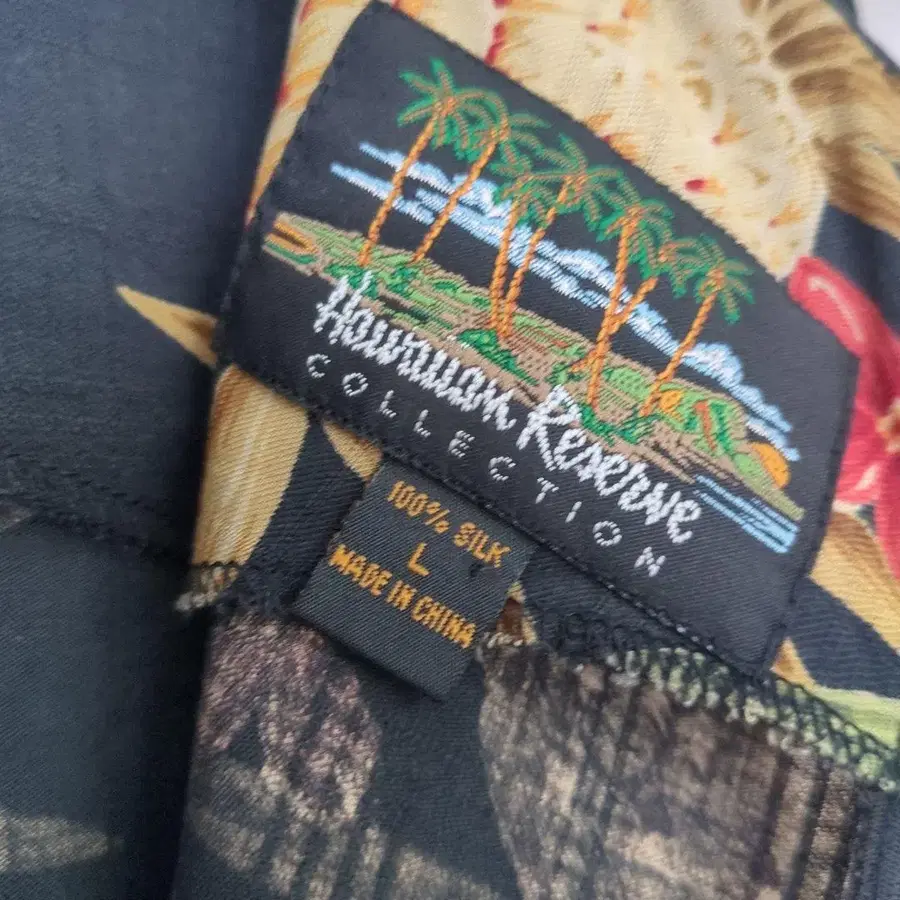 Hawaiian Reserve
COLLECTION
100% SILK
L
MADE IN CHINA